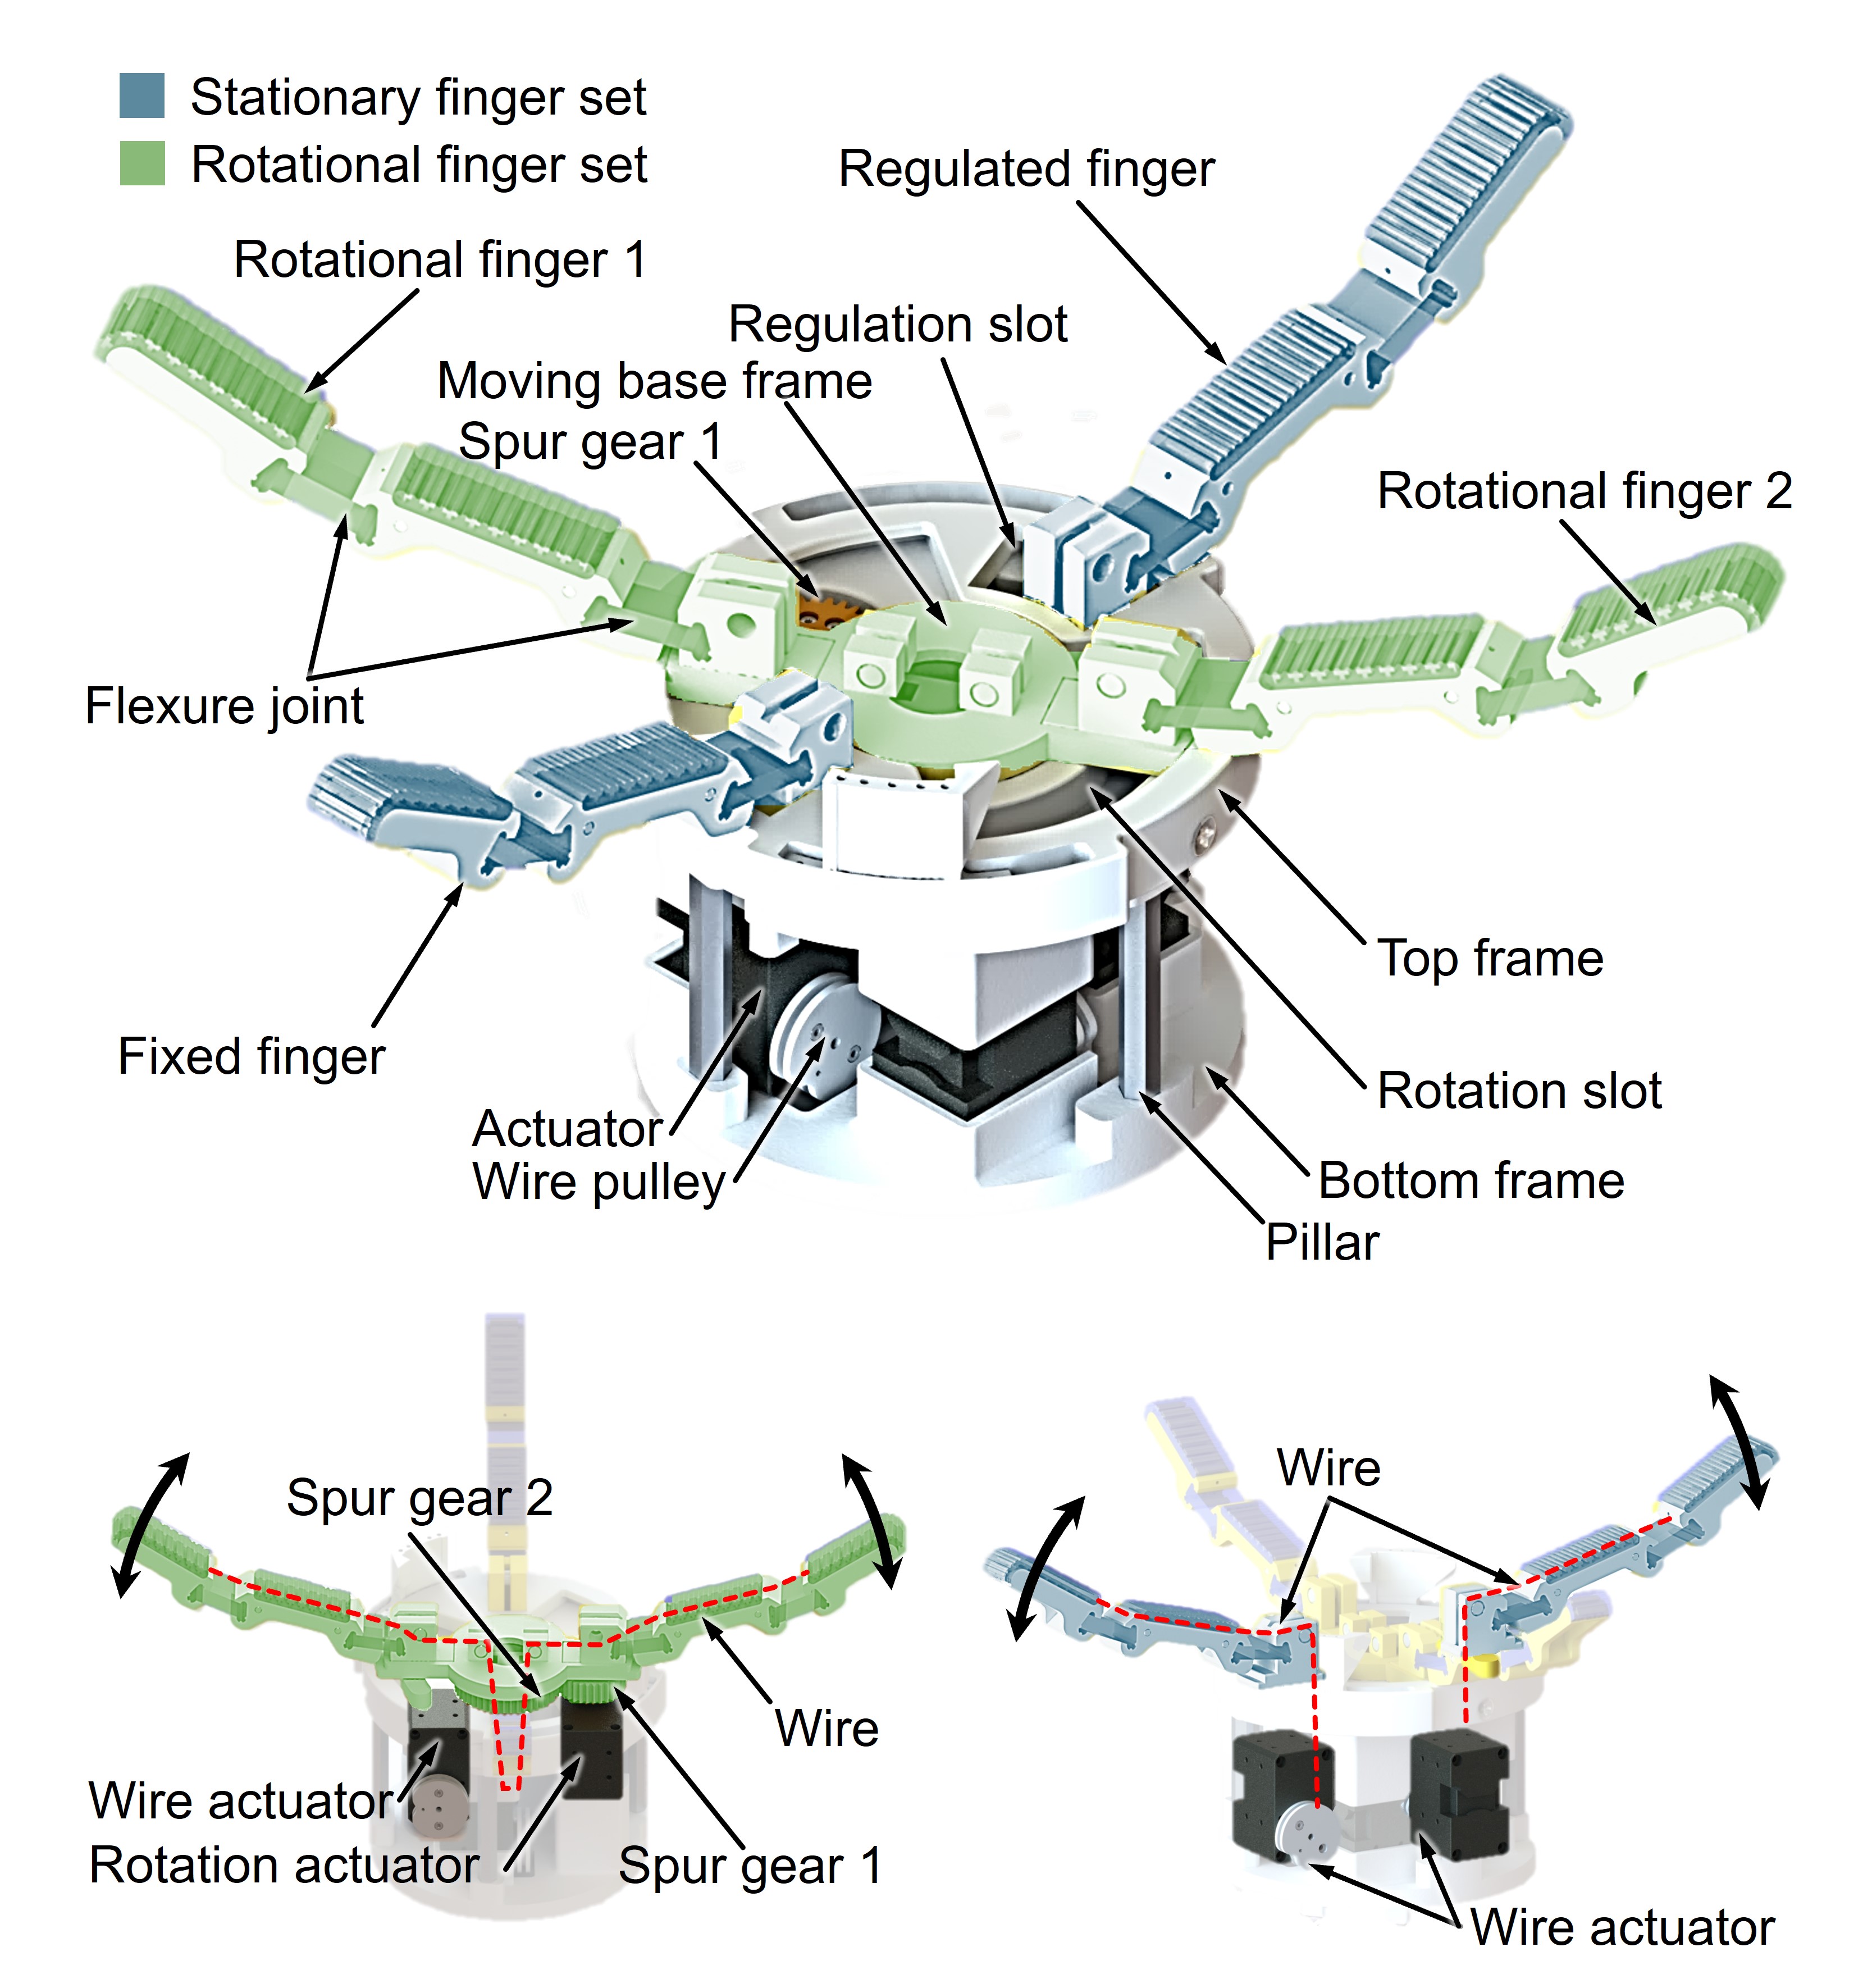 Stationary finger set
Rotational finger set
Regulated finger
Rotational finger 1
Regulation slot
Moving base frame
Spur gear 1
Rotational finger 2
Flexure joint
Top frame
Fixed finger
Rotation slot
Actuator
Wire pulley
Bottom frame
Pillar
Spur gear 2
Wire
Wire actuator
Rotation actuator
Spur gear 1
Wire
Wire actuator